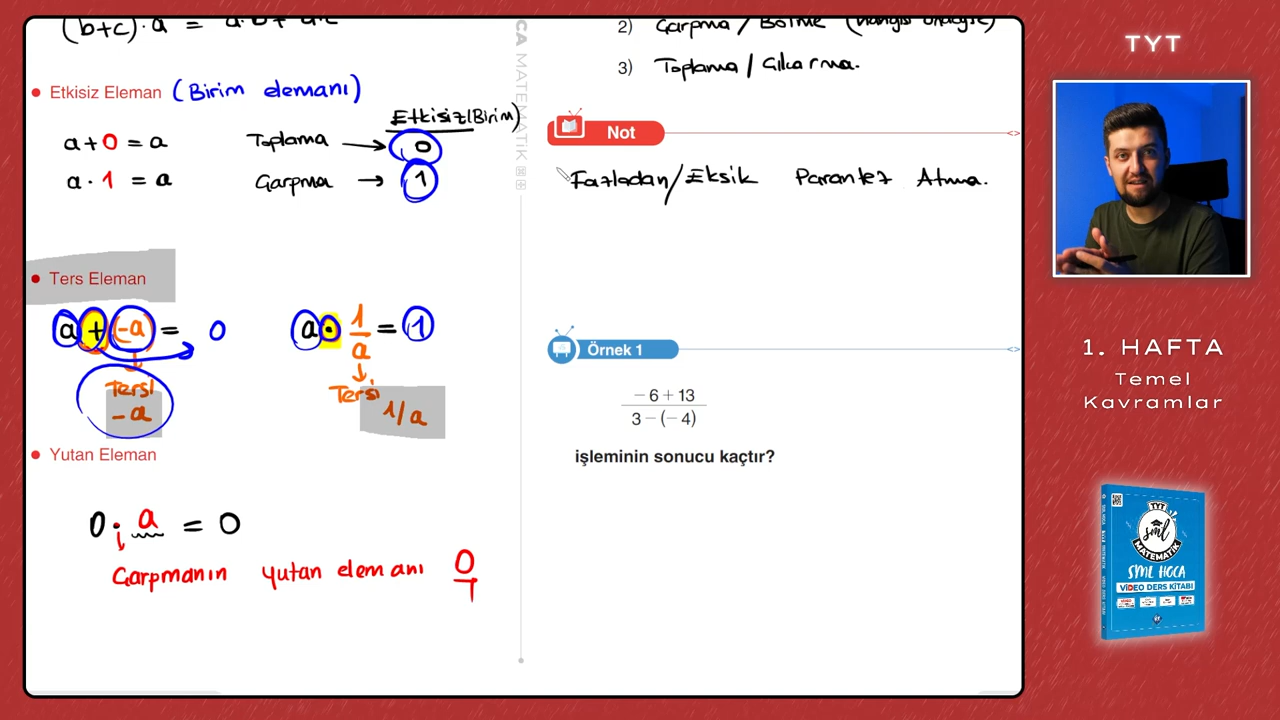 (b+c).a = a.b + a.c
Etkisiz Eleman (Birim elemanı)
Etkisiz(Birim)
a+0 = a
Toplama → 0
a . 1 = a
Çarpma → 1
Ters Eleman
a + (-a) = 0
Tersi
-a
a . 1/a = 1
Tersi
1/a
Yutan Eleman
0 . a = 0
Çarpmanın yutan elemanı 0
CA MATEMATİK
2) Çarpma / Bölme
3) Toplama / Çıkarma.
Not
<>
Fazladan/Eksik Parantez Atma.
Örnek 1
<>
−6 + 13
3 − (−4)
işleminin sonucu kaçtır?
TYT
1. HAFTA
Temel
Kavramlar
TYT
SML
MATEMATİK
SML HOCA
VİDEO DERS KİTABI